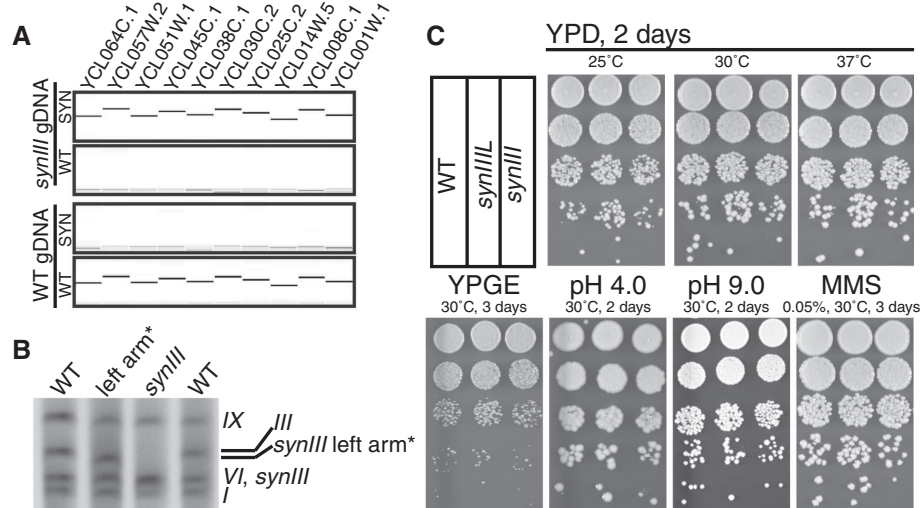 A
YCL064C.1
YCL057W.2
YCL051W.1
YCL045C.1
YCL038C.1
YCL030C.2
YCL025C.2
YCL014W.5
YCL008C.1
YCL001W.1
synIII gDNA
SYN
WT
WT gDNA
SYN
WT
B
WT
left arm*
synIII
WT
IX
III
synIII left arm*
VI, synIII
I
C
YPD, 2 days
25˚C
30˚C
37˚C
WT
synIIIL
synIII
YPGE
30˚C, 3 days
pH 4.0
30˚C, 2 days
pH 9.0
30˚C, 2 days
MMS
0.05%, 30˚C, 3 days